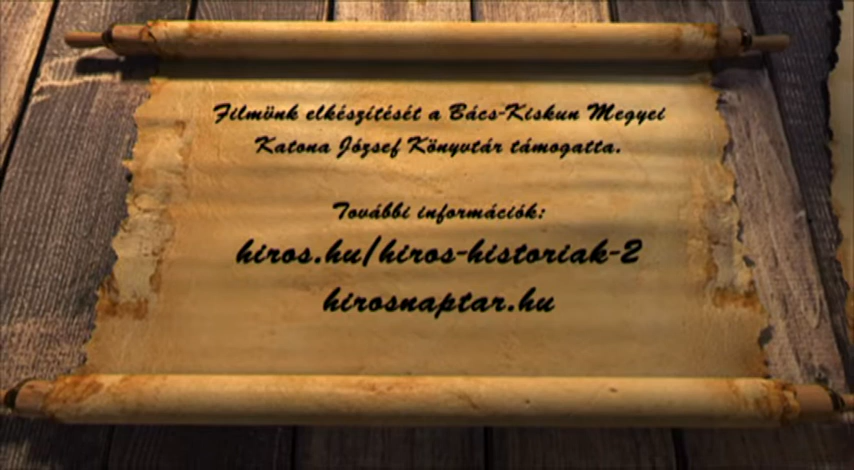 Filmünk elkészítését a Bács-Kiskun Megyei
Katona József Könyvtár támogatta.
További információk:
hiros.hu/hiros-historiak-2
hirosnaptar.hu